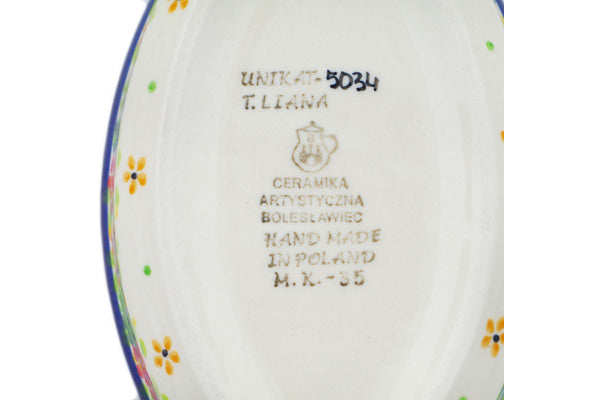 UNIKAT-5034
T. LIANA
B
CERAMIKA
ARTYSTYCZNA
BOLESŁAWIEC
HAND MADE
IN POLAND
M.K.-35